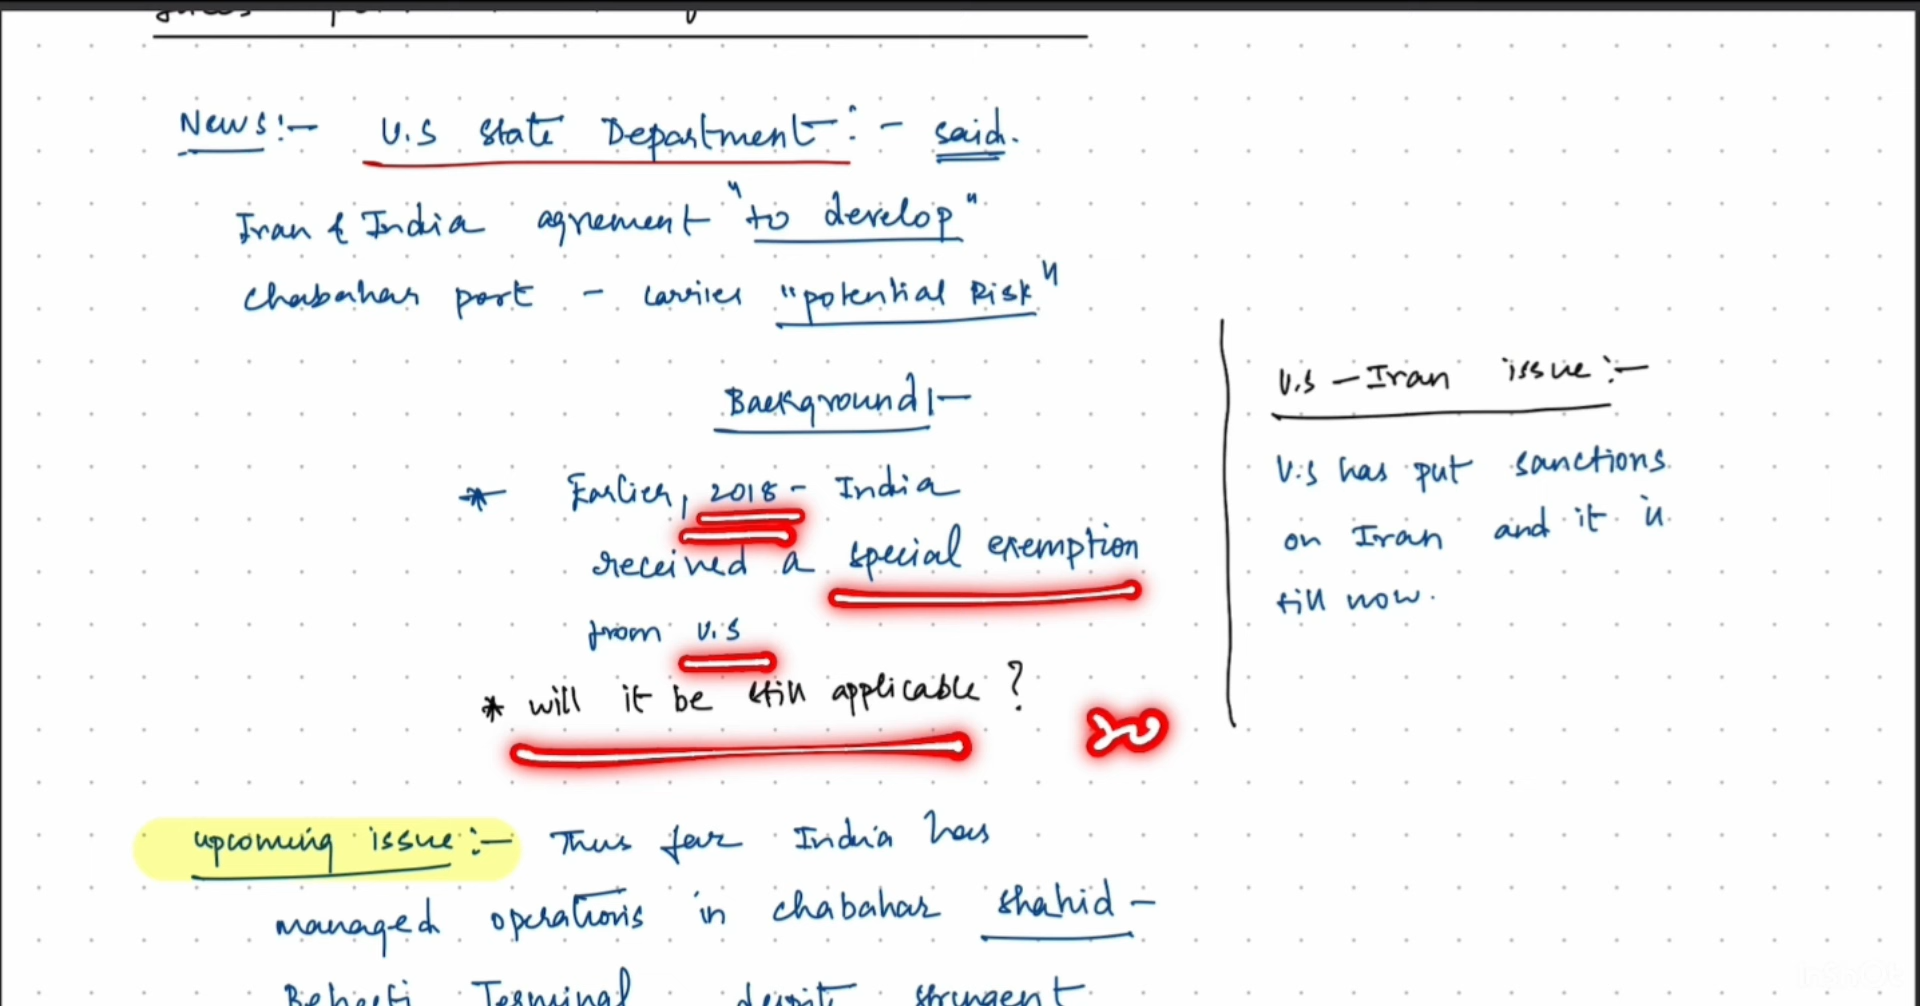 News:- U.S State Department:- said.
Iran & India agrement "to develop"
Chabahar port - carries "potential Risk"
Background:-
* Earlier, 2018 - India
received a special exemption
from U.S
* will it be still applicable?
U.S - Iran issue:-
U.S has put sanctions
on Iran and it is
till now.
upcoming issue:- Thus far India has
managed operations in chabahar shahid-
Behesti Terminal despite stringent